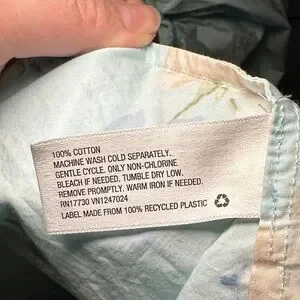 100% COTTON
MACHINE WASH COLD SEPARATELY.
GENTLE CYCLE. ONLY NON-CHLORINE
BLEACH IF NEEDED. TUMBLE DRY LOW.
REMOVE PROMPTLY. WARM IRON IF NEEDED.
RN17730 VN1247024
LABEL MADE FROM 100% RECYCLED PLASTIC